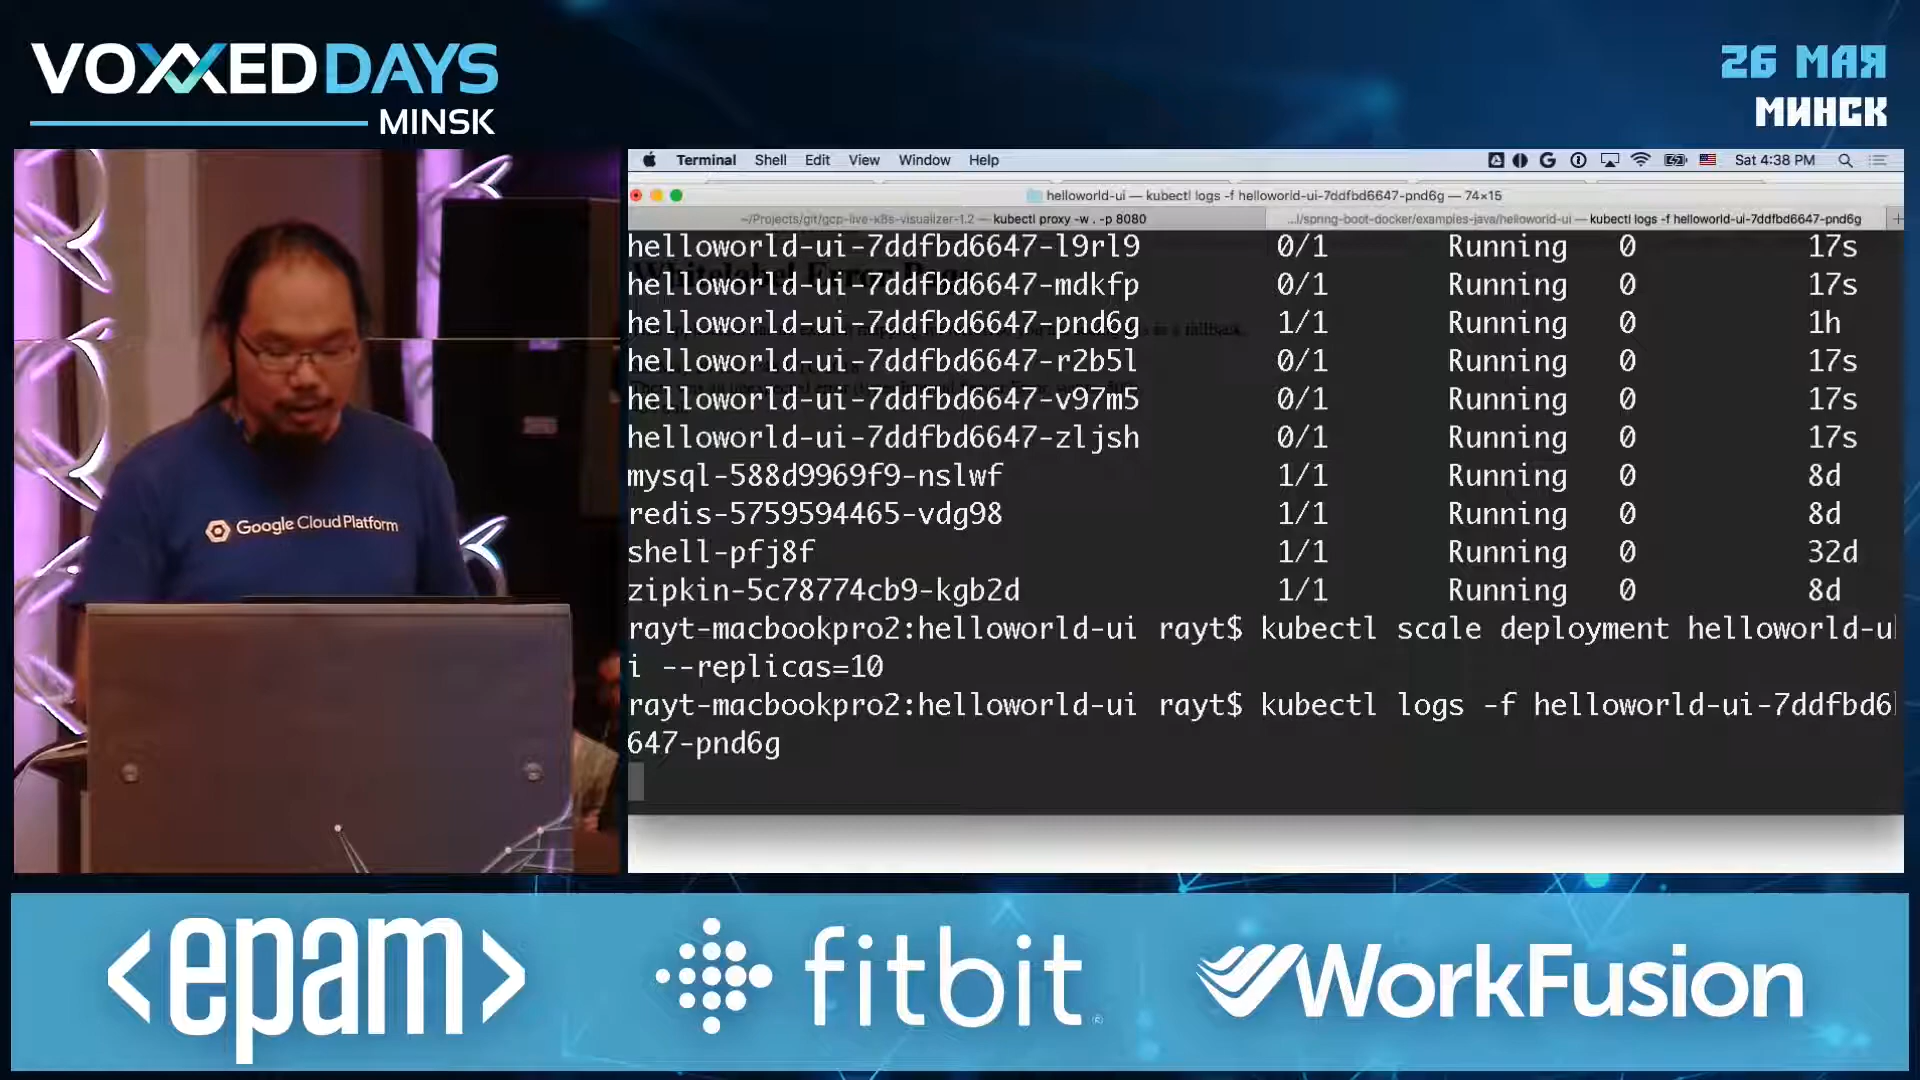 VOXXEDDAYS
MINSK
26 МАЯ
МИНСК
Terminal Shell Edit View Window Help
Sat 4:38 PM
helloworld-ui — kubectl logs -f helloworld-ui-7ddfbd6647-pnd6g — 74×15
~/Projects/git/gcp-live-k8s-visualizer-1.2 — kubectl proxy -w . -p 8080
...l/spring-boot-docker/examples-java/helloworld-ui — kubectl logs -f helloworld-ui-7ddfbd6647-pnd6g
helloworld-ui-7ddfbd6647-l9rl9 0/1 Running 0 17s
helloworld-ui-7ddfbd6647-mdkfp 0/1 Running 0 17s
helloworld-ui-7ddfbd6647-pnd6g 1/1 Running 0 1h
helloworld-ui-7ddfbd6647-r2b5l 0/1 Running 0 17s
helloworld-ui-7ddfbd6647-v97m5 0/1 Running 0 17s
helloworld-ui-7ddfbd6647-zljsh 0/1 Running 0 17s
mysql-588d9969f9-nslwf 1/1 Running 0 8d
redis-5759594465-vdg98 1/1 Running 0 8d
shell-pfj8f 1/1 Running 0 32d
zipkin-5c78774cb9-kgb2d 1/1 Running 0 8d
rayt-macbookpro2:helloworld-ui rayt$ kubectl scale deployment helloworld-u
i --replicas=10
rayt-macbookpro2:helloworld-ui rayt$ kubectl logs -f helloworld-ui-7ddfbd6
647-pnd6g
Google Cloud Platform
<epam>
fitbit®
WorkFusion